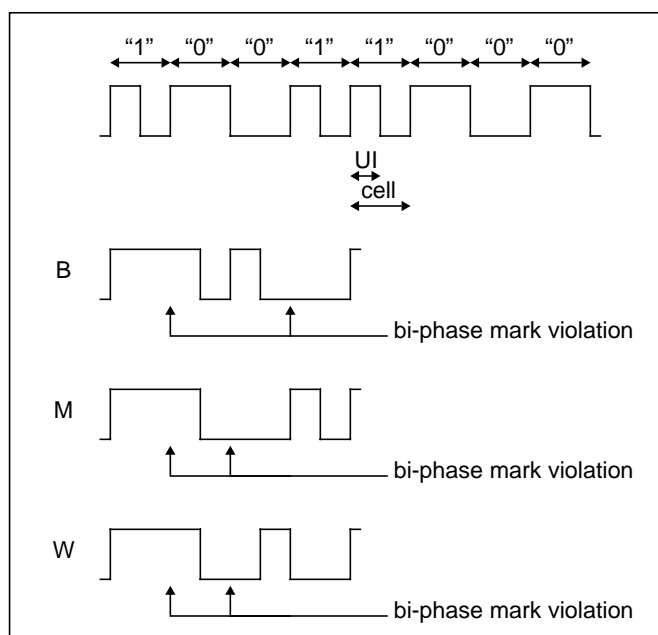 “1” “0” “0” “1” “1” “0” “0” “0”
UI
cell
B
bi-phase mark violation
M
bi-phase mark violation
W
bi-phase mark violation